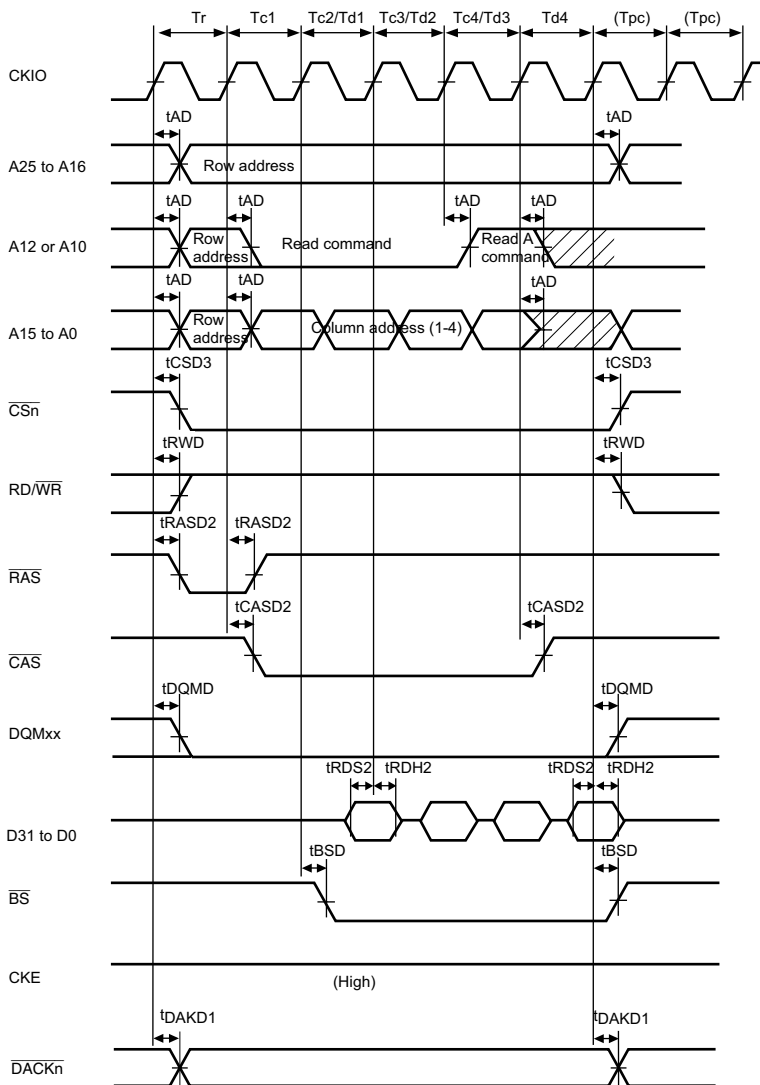 Tr Tc1 Tc2/Td1 Tc3/Td2 Tc4/Td3 Td4 (Tpc) (Tpc)
CKIO
tAD tAD
A25 to A16 Row address
tAD tAD tAD tAD
A12 or A10 Row address Read command Read A command
tAD tAD tAD
A15 to A0 Row address Column address (1-4)
tCSD3 tCSD3
CSn
tRWD tRWD
RD/WR
tRASD2 tRASD2
RAS
tCASD2 tCASD2
CAS
tDQMD tDQMD
DQMxx
tRDS2 tRDH2 tRDS2 tRDH2
D31 to D0
tBSD tBSD
BS
CKE (High)
tDAKD1 tDAKD1
DACKn